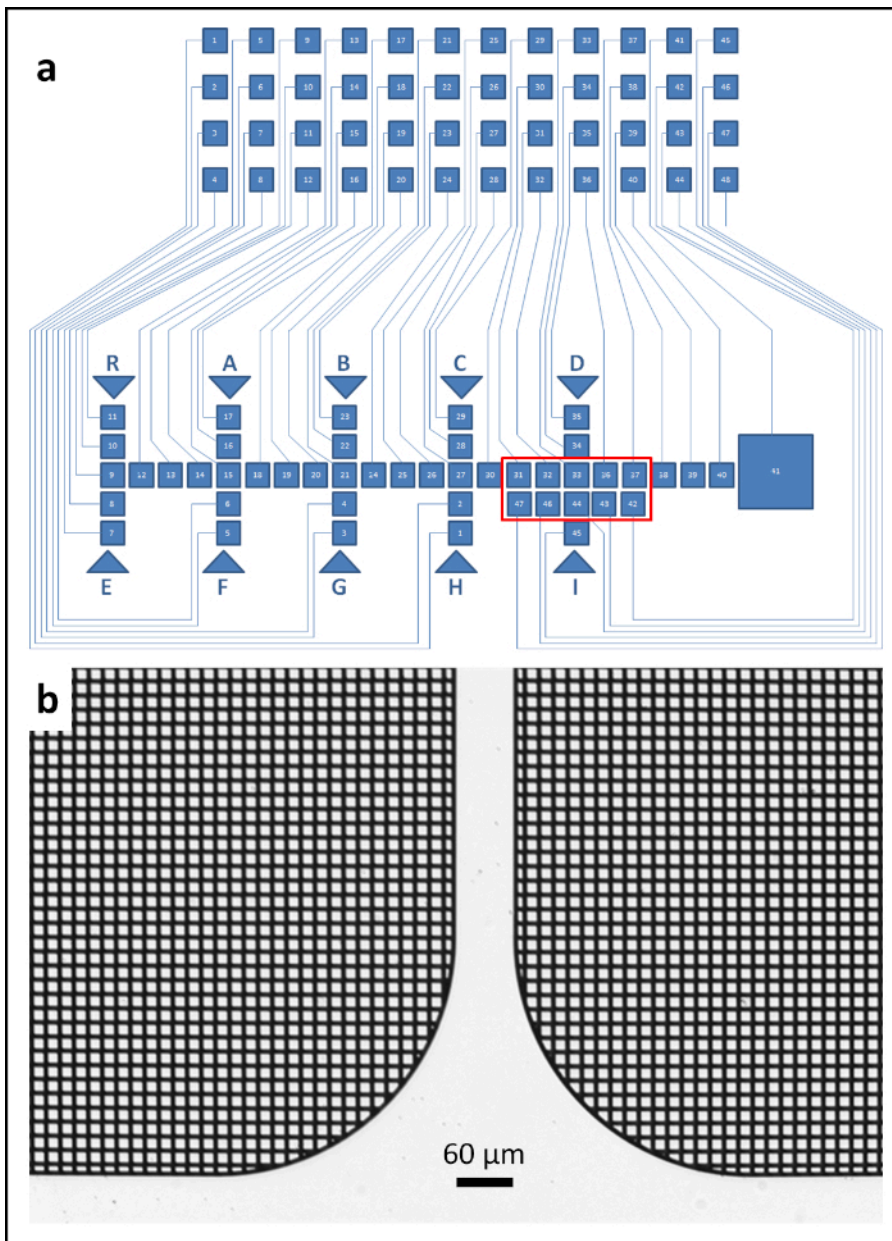 a
1 5 9 13 17 21 25 29 33 37 41 45
2 6 10 14 18 22 26 30 34 38 42 46
3 7 11 15 19 23 27 31 35 39 43 47
4 8 12 16 20 24 28 32 36 40 44 48
R A B C D
11 17 23 29 35
10 16 22 28 34
9 12 13 14 15 18 19 20 21 24 25 26 27 30 31 32 33 36 37 38 39 40 41
8 6 4 2 47 46 44 43 42
7 5 3 1 45
E F G H I
b
60 μm